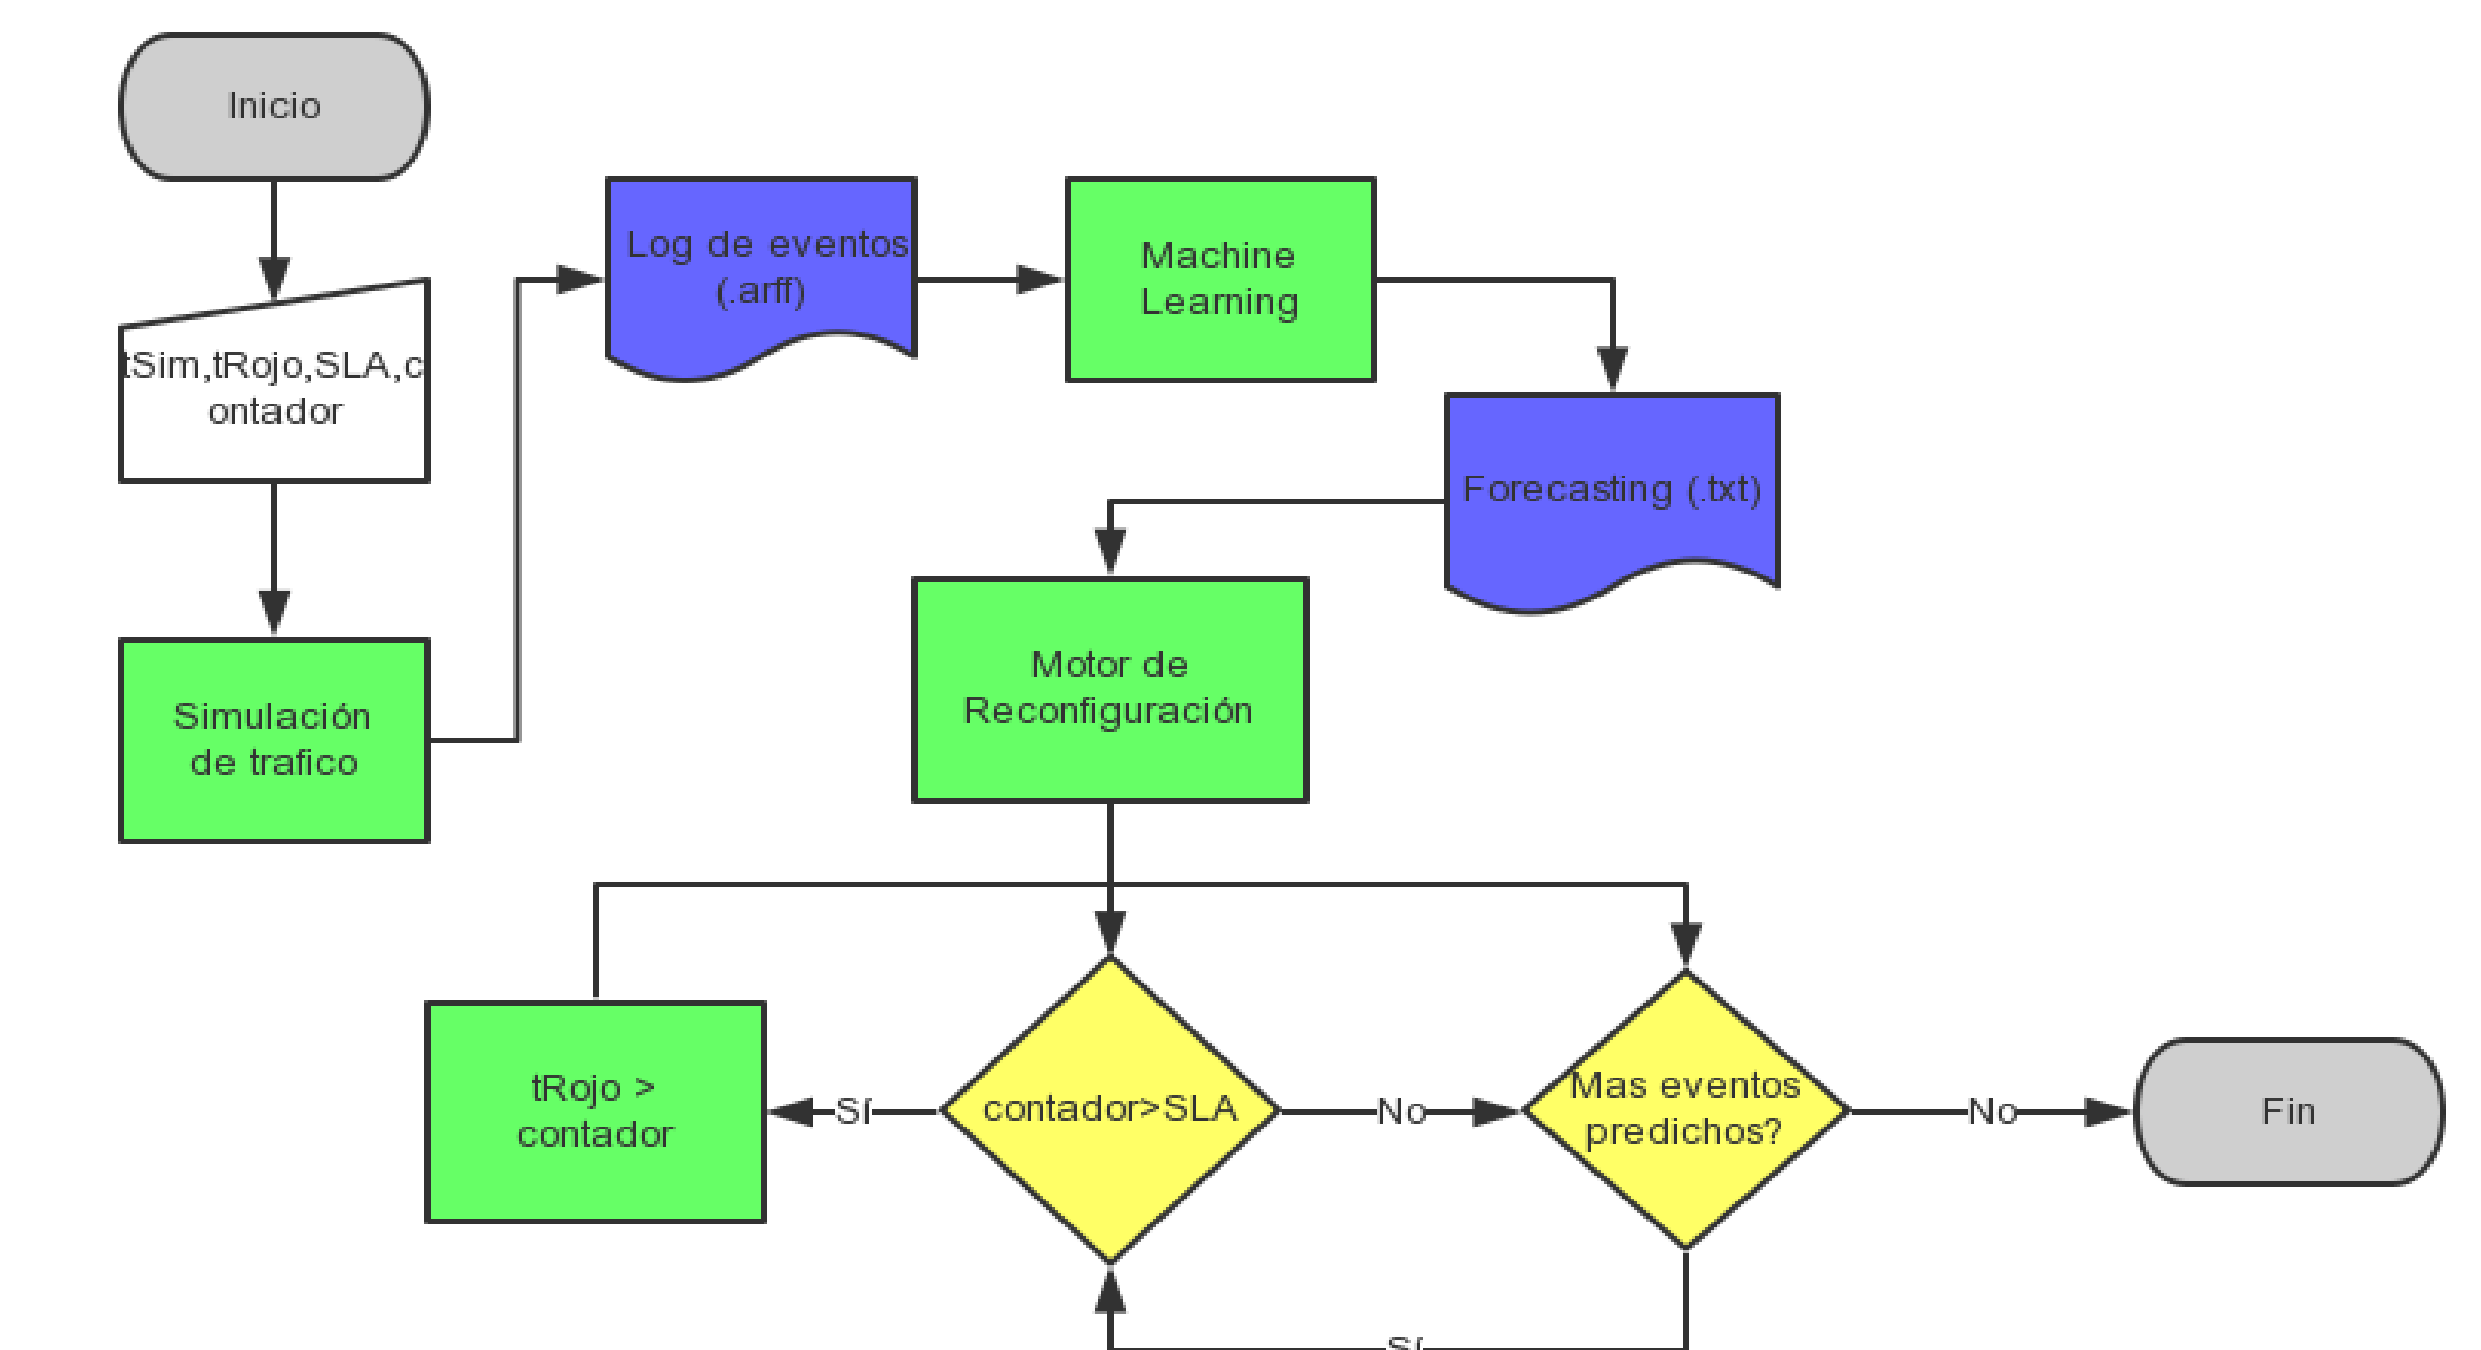 Inicio
tSim,tRojo,SLA,c
ontador
Simulación
de trafico
Log de eventos
(.arff)
Machine
Learning
Forecasting (.txt)
Motor de
Reconfiguración
tRojo >
contador
Sí
contador>SLA
No
Mas eventos
predichos?
No
Fin
Sí